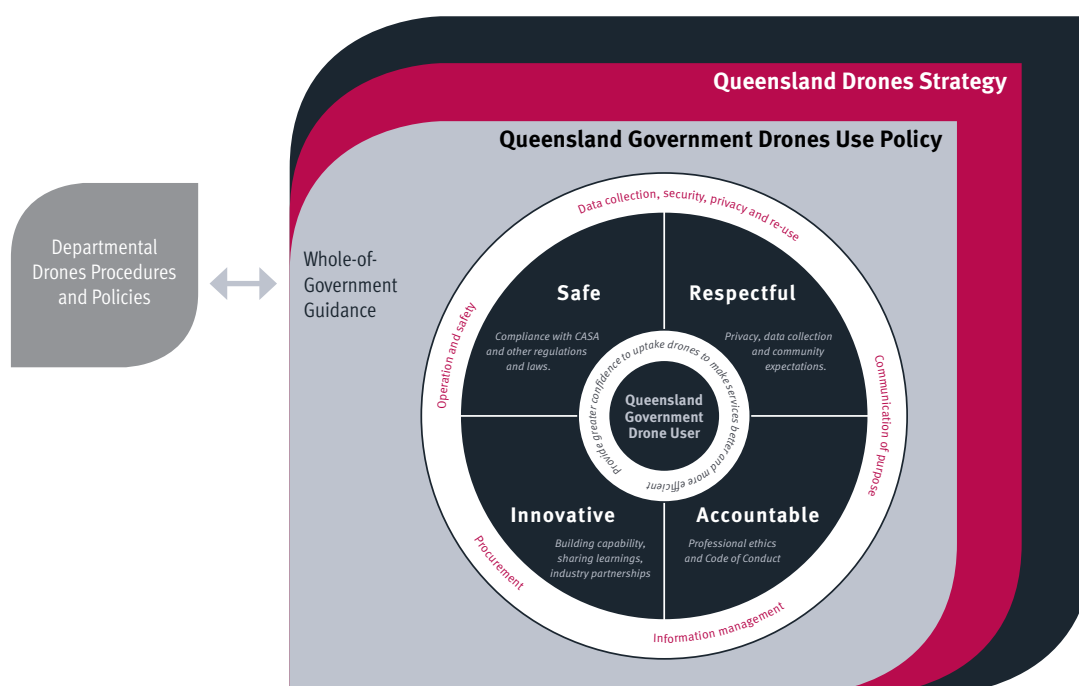 Queensland Drones Strategy
Queensland Government Drones Use Policy
Departmental
Drones Procedures
and Policies
Whole-of-
Government
Guidance
Data collection, security, privacy and re-use
Operation and safety
Communication of purpose
Procurement
Information management
Safe
Compliance with CASA
and other regulations
and laws.
Respectful
Privacy, data collection
and community
expectations.
Provide greater confidence to uptake drones to make services better and more efficient
Queensland
Government
Drone User
Innovative
Building capability,
sharing learnings,
industry partnerships
Accountable
Professional ethics
and Code of Conduct